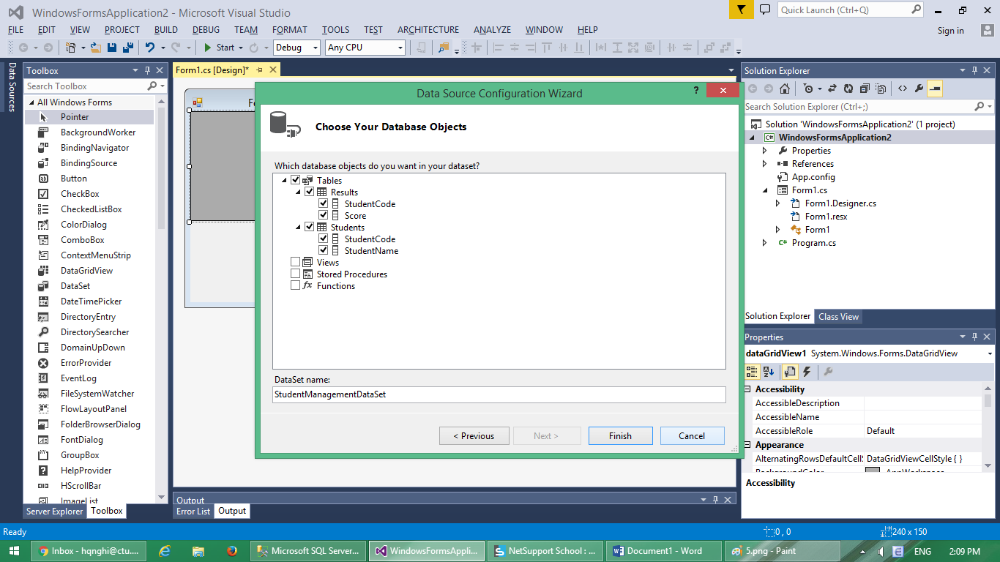 WindowsFormsApplication2 - Microsoft Visual Studio
Quick Launch (Ctrl+Q)
FILE EDIT VIEW PROJECT BUILD DEBUG TEAM FORMAT TOOLS TEST ARCHITECTURE ANALYZE WINDOW HELP
Sign in
Start
Debug
Any CPU
Data Sources
Toolbox
Search Toolbox
All Windows Forms
Pointer
BackgroundWorker
BindingNavigator
BindingSource
Button
CheckBox
CheckedListBox
ColorDialog
ComboBox
ContextMenuStrip
DataGridView
DataSet
DateTimePicker
DirectoryEntry
DirectorySearcher
DomainUpDown
ErrorProvider
EventLog
FileSystemWatcher
FlowLayoutPanel
FolderBrowserDialog
FontDialog
GroupBox
HelpProvider
HScrollBar
ImageList
Server Explorer
Toolbox
Form1.cs [Design]*
Data Source Configuration Wizard
?
Choose Your Database Objects
Which database objects do you want in your dataset?
Tables
Results
StudentCode
Score
Students
StudentCode
StudentName
Views
Stored Procedures
fx Functions
DataSet name:
StudentManagementDataSet
< Previous
Next >
Finish
Cancel
Output
Error List
Output
Solution Explorer
Search Solution Explorer (Ctrl+;)
Solution 'WindowsFormsApplication2' (1 project)
C# WindowsFormsApplication2
Properties
References
App.config
Form1.cs
Form1.Designer.cs
Form1.resx
Form1
C# Program.cs
Solution Explorer
Class View
Properties
dataGridView1 System.Windows.Forms.DataGridView
Accessibility
AccessibleDescription
AccessibleName
AccessibleRole Default
Appearance
AlternatingRowsDefaultCellS DataGridViewCellStyle { }
BackgroundColor AppWorkspace
Accessibility
Ready
0 , 0
240 x 150
Inbox - hqnghi@ctu....
Microsoft SQL Server...
WindowsFormsAppli...
NetSupport School : ...
Document1 - Word
5.png - Paint
ENG
2:09 PM